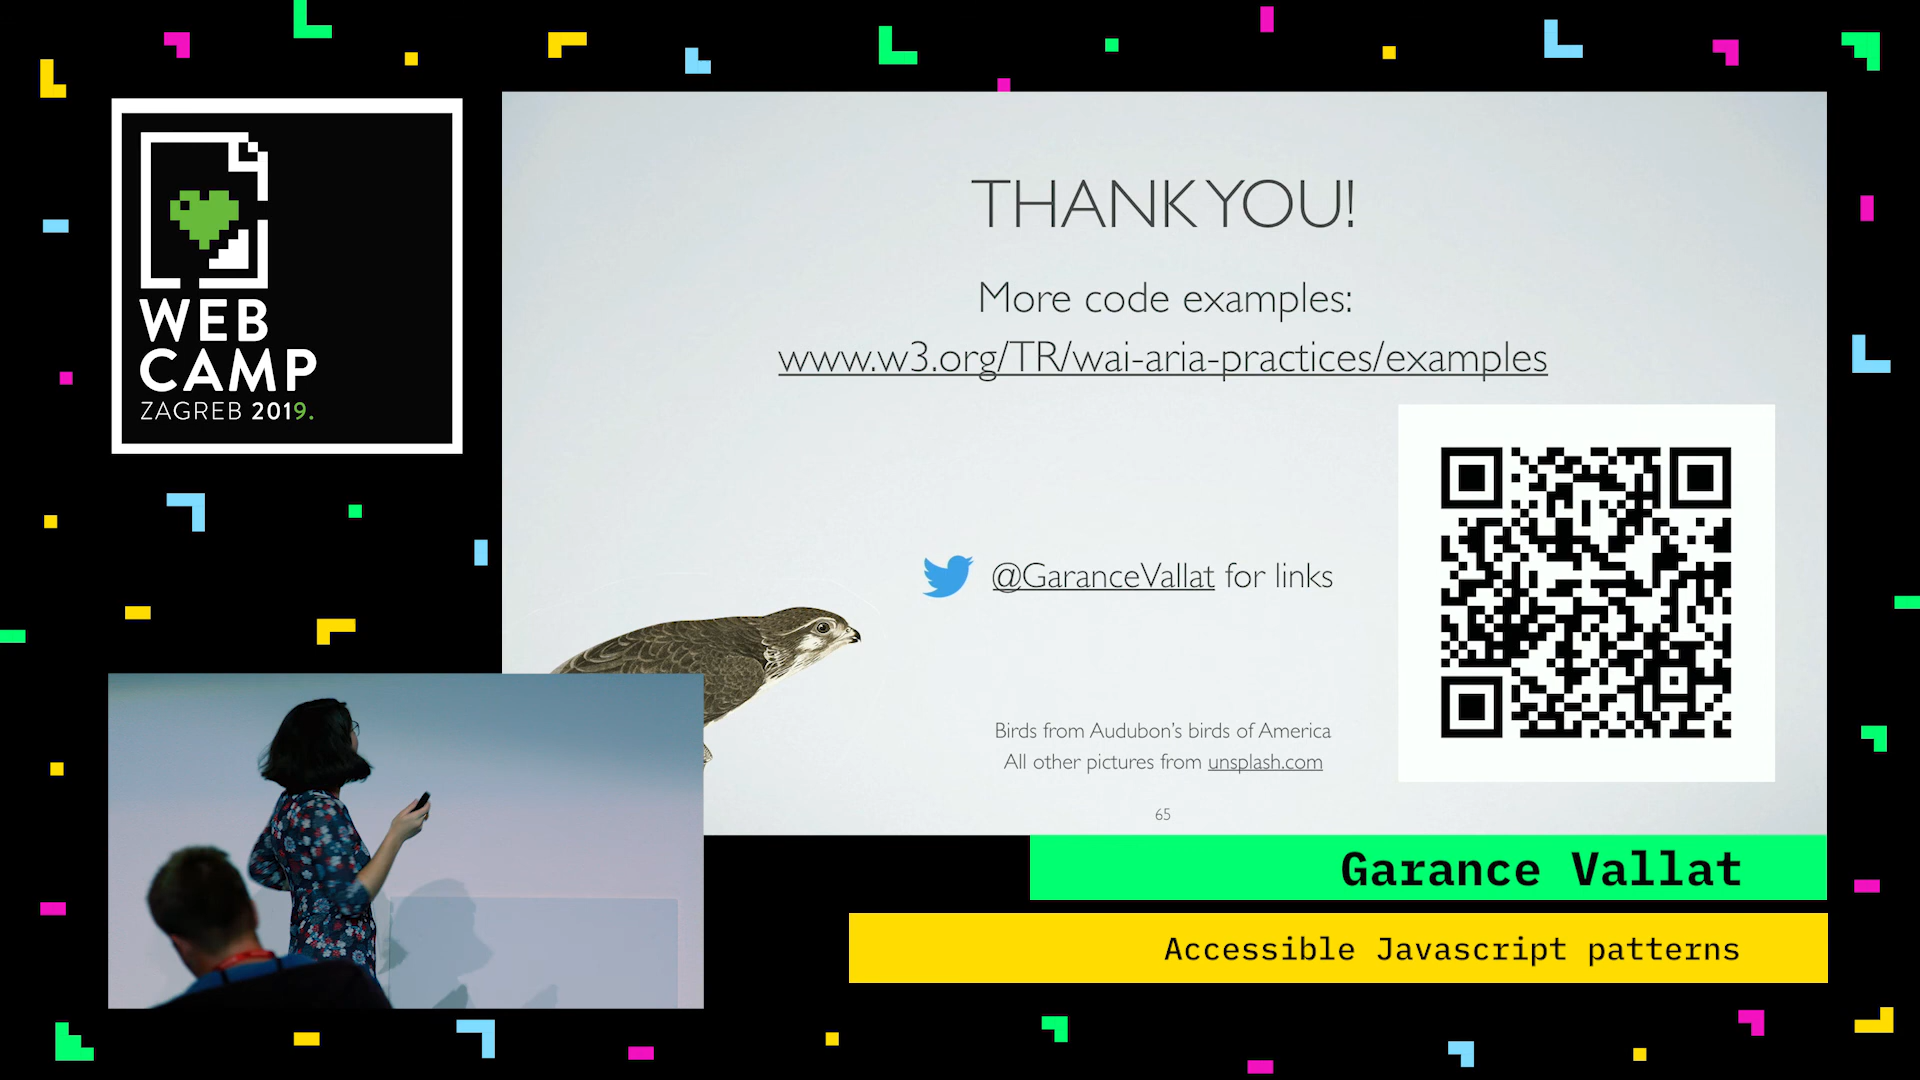 WEB
CAMP
ZAGREB 2019.
THANK YOU!
More code examples:
www.w3.org/TR/wai-aria-practices/examples
@GaranceVallat for links
Birds from Audubon's birds of America
All other pictures from unsplash.com
65
Garance Vallat
Accessible Javascript patterns